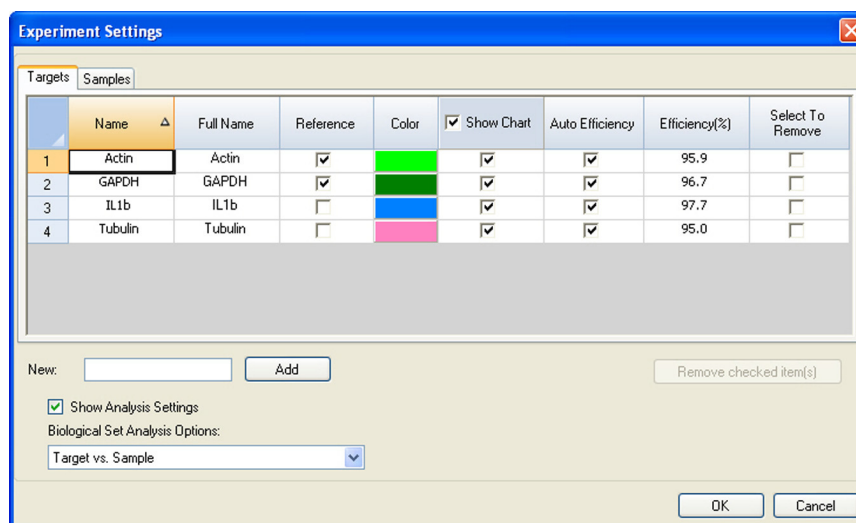 Experiment Settings
Targets Samples
Name Full Name Reference Color Show Chart Auto Efficiency Efficiency(%) Select To
Remove
1 Actin Actin 95.9
2 GAPDH GAPDH 96.7
3 IL1b IL1b 97.7
4 Tubulin Tubulin 95.0
New: Add Remove checked item(s)
Show Analysis Settings
Biological Set Analysis Options:
Target vs. Sample
OK Cancel